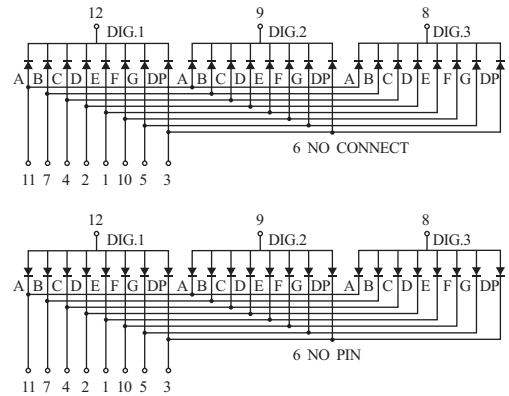 12 9 8
DIG.1 DIG.2 DIG.3
A B C D E F G DP A B C D E F G DP A B C D E F G DP
6 NO CONNECT
11 7 4 2 1 10 5 3
12 9 8
DIG.1 DIG.2 DIG.3
A B C D E F G DP A B C D E F G DP A B C D E F G DP
6 NO PIN
11 7 4 2 1 10 5 3